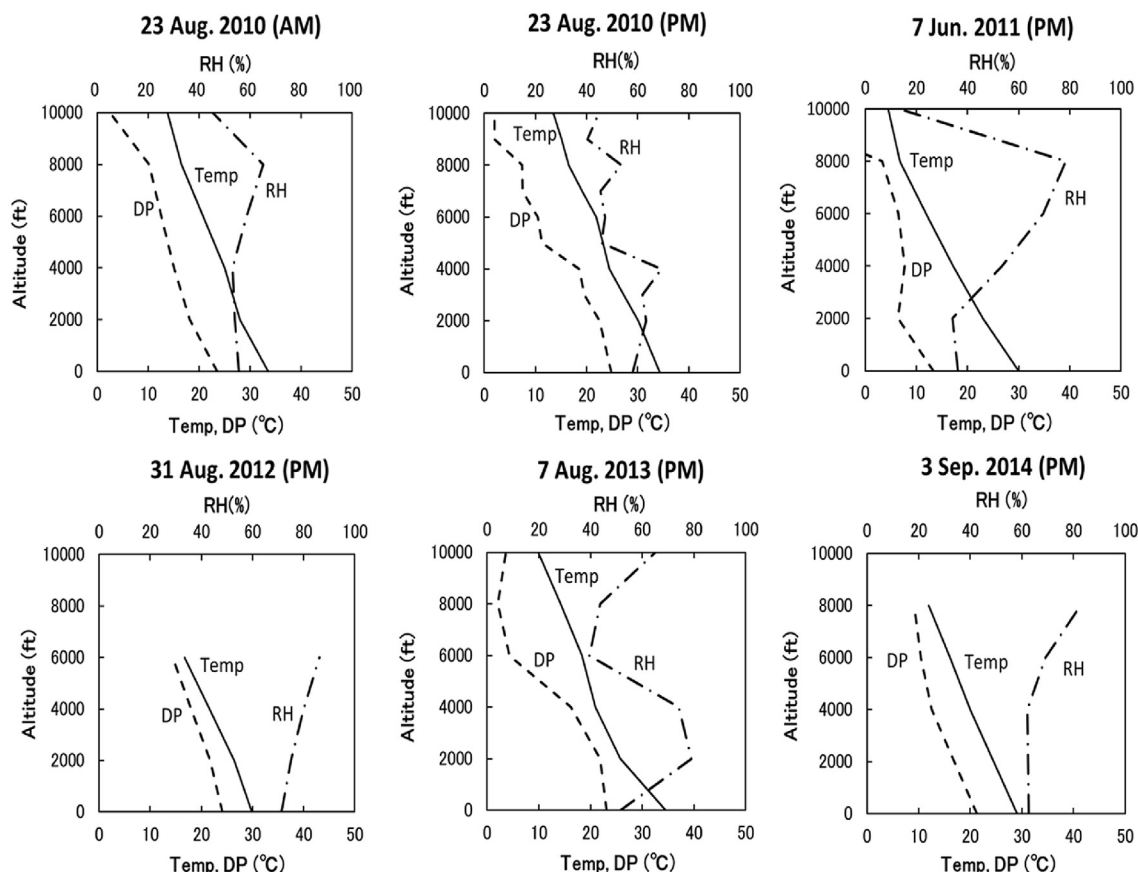 23 Aug. 2010 (AM)
RH (%)
0 20 40 60 80 100
10000
8000
6000
4000
2000
0
Altitude (ft)
Temp
DP
RH
0 10 20 30 40 50
Temp, DP (°C)
23 Aug. 2010 (PM)
RH(%)
0 20 40 60 80 100
10000
8000
6000
4000
2000
0
Altitude (ft)
Temp
RH
DP
0 10 20 30 40 50
Temp, DP (°C)
7 Jun. 2011 (PM)
RH (%)
0 20 40 60 80 100
10000
8000
6000
4000
2000
0
Altitude (ft)
Temp
RH
DP
0 10 20 30 40 50
Temp, DP (°C)
31 Aug. 2012 (PM)
RH(%)
0 20 40 60 80 100
10000
8000
6000
4000
2000
0
Altitude (ft)
Temp
DP
RH
0 10 20 30 40 50
Temp, DP (°C)
7 Aug. 2013 (PM)
RH (%)
0 20 40 60 80 100
10000
8000
6000
4000
2000
0
Altitude (ft)
Temp
DP
RH
0 10 20 30 40 50
Temp, DP (°C)
3 Sep. 2014 (PM)
RH (%)
0 20 40 60 80 100
10000
8000
6000
4000
2000
0
Altitude (ft)
DP
Temp
RH
0 10 20 30 40 50
Temp, DP (°C)